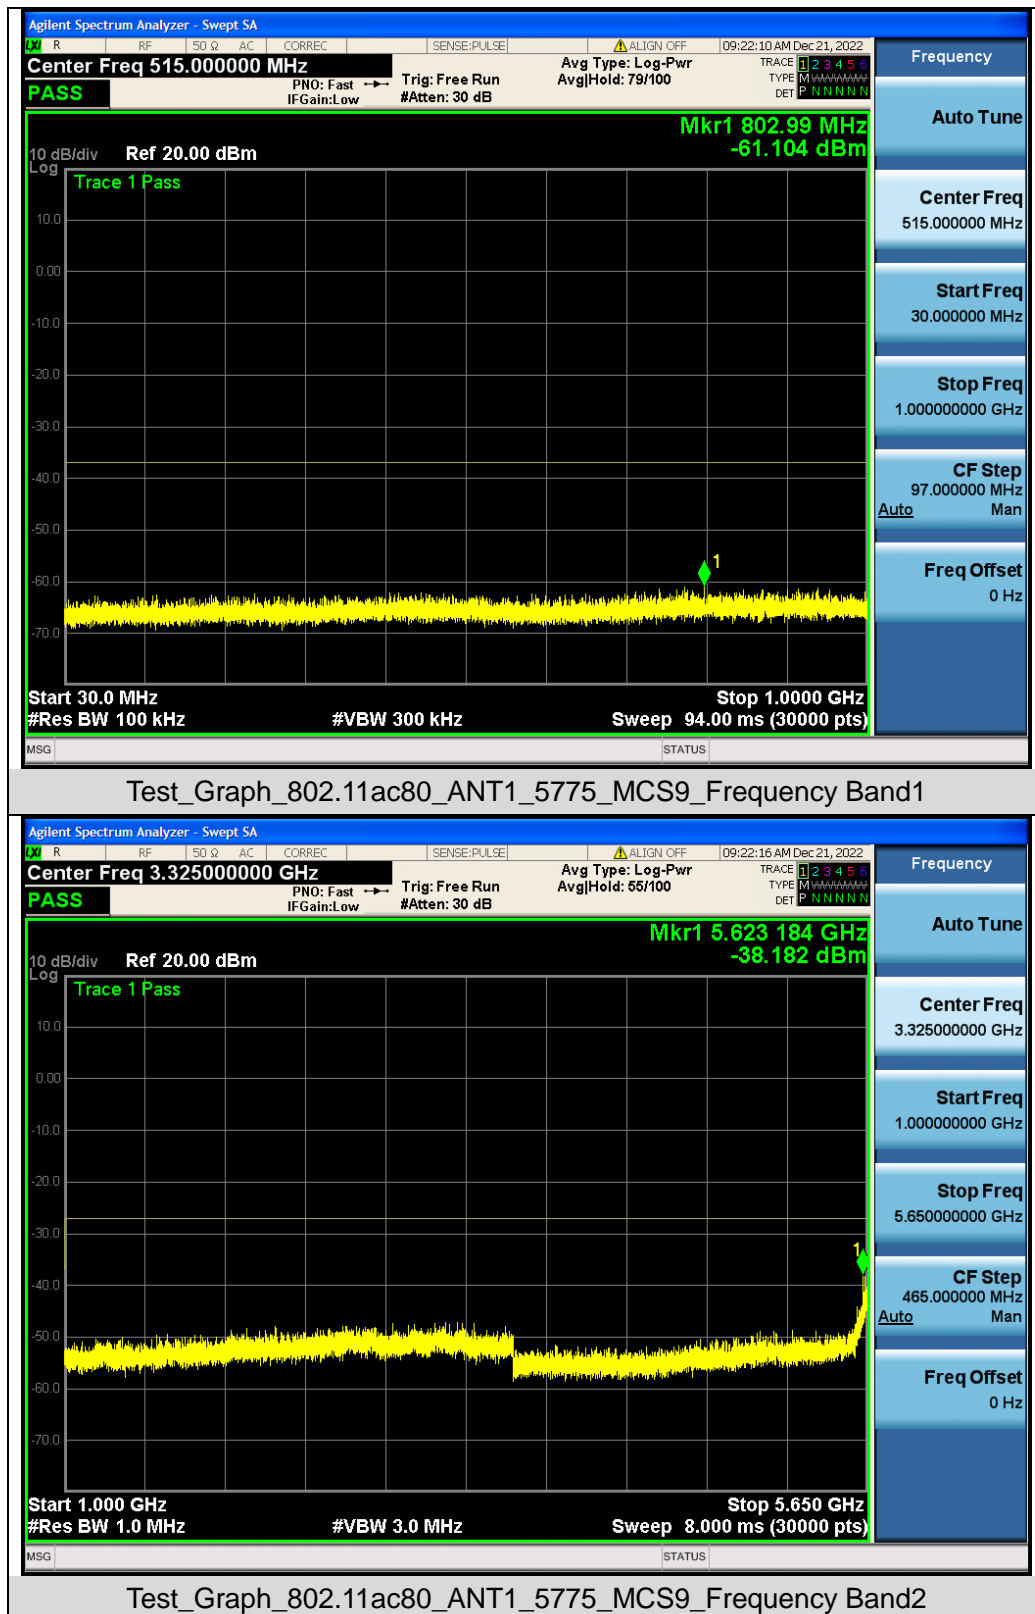 Agilent Spectrum Analyzer - Swept SA
LXI R RF 50 Ω AC CORREC SENSE:PULSE ALIGN OFF 09:22:10 AM Dec 21, 2022
Center Freq 515.000000 MHz
PASS
PNO: Fast
IFGain:Low
Trig: Free Run
#Atten: 30 dB
Avg Type: Log-Pwr
Avg|Hold: 79/100
TRACE 1 2 3 4 5 6
TYPE M WWWWW
DET P N N N N N
Mkr1 802.99 MHz
-61.104 dBm
10 dB/div Ref 20.00 dBm
Log
Trace 1 Pass
10.0
0.00
-10.0
-20.0
-30.0
-40.0
-50.0
-60.0
-70.0
1
Start 30.0 MHz Stop 1.0000 GHz
#Res BW 100 kHz #VBW 300 kHz Sweep 94.00 ms (30000 pts)
MSG STATUS
Frequency
Auto Tune
Center Freq
515.000000 MHz
Start Freq
30.000000 MHz
Stop Freq
1.000000000 GHz
CF Step
97.000000 MHz
Auto Man
Freq Offset
0 Hz
Test_Graph_802.11ac80_ANT1_5775_MCS9_Frequency Band1
Agilent Spectrum Analyzer - Swept SA
LXI R RF 50 Ω AC CORREC SENSE:PULSE ALIGN OFF 09:22:16 AM Dec 21, 2022
Center Freq 3.325000000 GHz
PASS
PNO: Fast
IFGain:Low
Trig: Free Run
#Atten: 30 dB
Avg Type: Log-Pwr
Avg|Hold: 55/100
TRACE 1 2 3 4 5 6
TYPE M WWWWW
DET P N N N N N
Mkr1 5.623 184 GHz
-38.182 dBm
10 dB/div Ref 20.00 dBm
Log
Trace 1 Pass
10.0
0.00
-10.0
-20.0
-30.0
-40.0
-50.0
-60.0
-70.0
1
Start 1.000 GHz Stop 5.650 GHz
#Res BW 1.0 MHz #VBW 3.0 MHz Sweep 8.000 ms (30000 pts)
MSG STATUS
Frequency
Auto Tune
Center Freq
3.325000000 GHz
Start Freq
1.000000000 GHz
Stop Freq
5.650000000 GHz
CF Step
465.000000 MHz
Auto Man
Freq Offset
0 Hz
Test_Graph_802.11ac80_ANT1_5775_MCS9_Frequency Band2